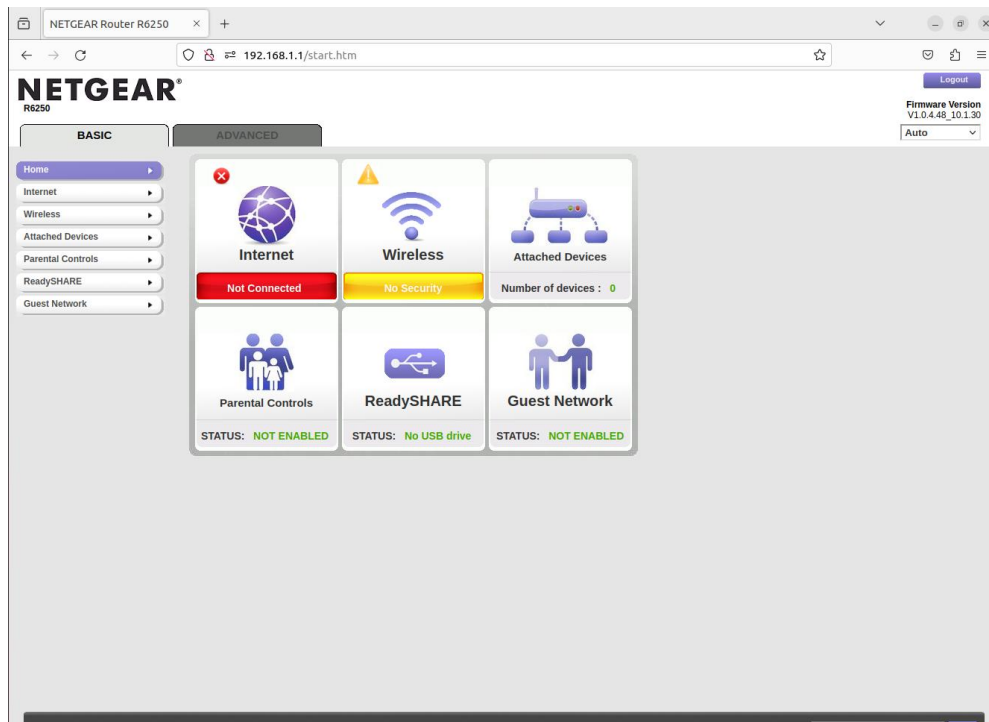 NETGEAR Router R6250
192.168.1.1/start.htm
NETGEAR®
R6250
Logout
Firmware Version
V1.0.4.48_10.1.30
Auto
BASIC
ADVANCED
Home
Internet
Wireless
Attached Devices
Parental Controls
ReadySHARE
Guest Network
Internet
Not Connected
Wireless
No Security
Attached Devices
Number of devices : 0
Parental Controls
STATUS: NOT ENABLED
ReadySHARE
STATUS: No USB drive
Guest Network
STATUS: NOT ENABLED